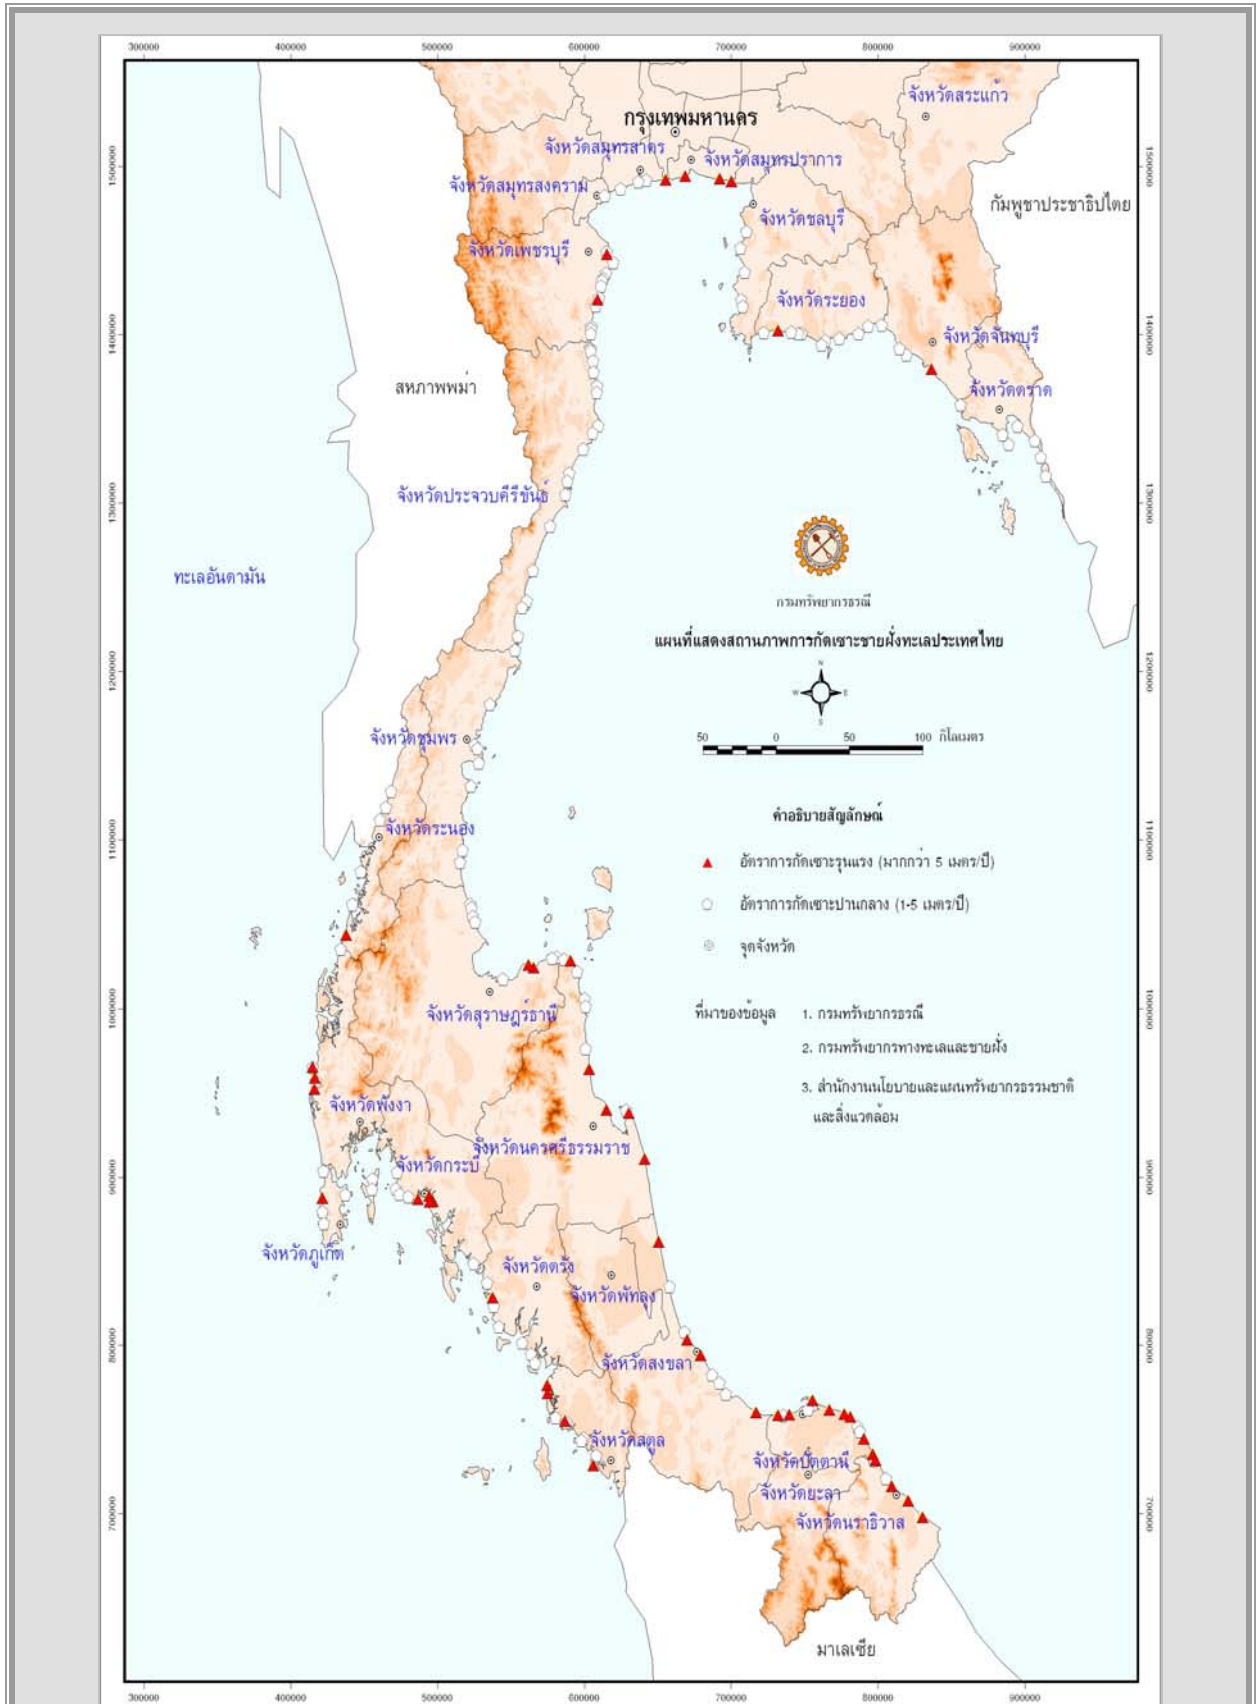 300000 400000 500000 600000 700000 800000 900000
จังหวัดสระแก้ว
กรุงเทพมหานคร
จังหวัดสมุทรสาคร
จังหวัดสมุทรปราการ
1500000
1500000
จังหวัดสมุทรสงคราม
กัมพูชาประชาธิปไตย
จังหวัดชลบุรี
จังหวัดเพชรบุรี
จังหวัดระยอง
1400000
1400000
จังหวัดจันทบุรี
สหภาพพม่า
จังหวัดตราด
จังหวัดประจวบคีรีขันธ์
1300000
1300000
ทะเลอันดามัน
กรมทรัพยากรธรณี
แผนที่แสดงสถานภาพการกัดเซาะชายฝั่งทะเลประเทศไทย
N
W E
S
1200000
1200000
50 0 50 100 กิโลเมตร
จังหวัดชุมพร
คำอธิบายสัญลักษณ์
จังหวัดระนอง
1100000
1100000
อัตราการกัดเซาะรุนแรง (มากกว่า 5 เมตร/ปี)
อัตราการกัดเซาะปานกลาง (1-5 เมตร/ปี)
จุดจังหวัด
จังหวัดสุราษฎร์ธานี
1000000
1000000
ที่มาของข้อมูล 1. กรมทรัพยากรธรณี
2. กรมทรัพยากรทางทะเลและชายฝั่ง
3. สำนักงานนโยบายและแผนทรัพยากรธรรมชาติ
และสิ่งแวดล้อม
จังหวัดพังงา
จังหวัดนครศรีธรรมราช
จังหวัดกระบี่
900000
900000
จังหวัดภูเก็ต
จังหวัดตรัง
จังหวัดพัทลุง
800000
800000
จังหวัดสงขลา
จังหวัดสตูล
จังหวัดปัตตานี
จังหวัดยะลา
จังหวัดนราธิวาส
700000
700000
มาเลเซีย
300000 400000 500000 600000 700000 800000 900000